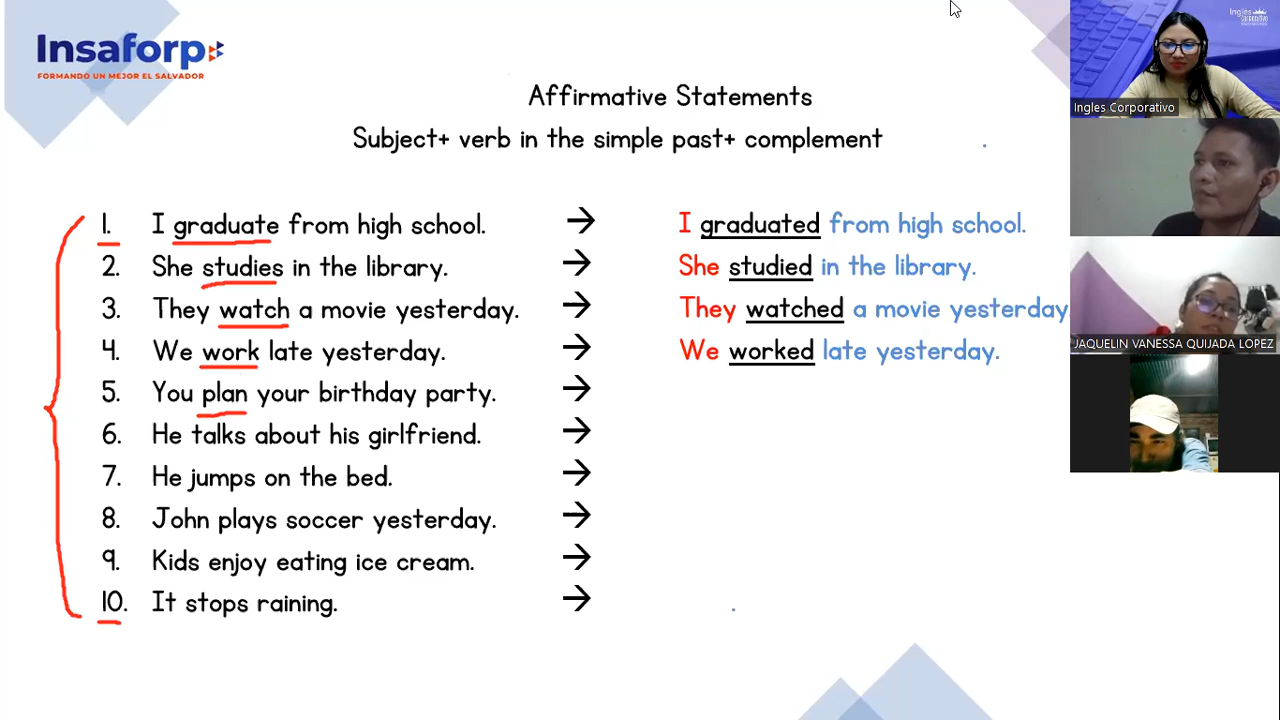 Insaforp
FORMANDO UN MEJOR EL SALVADOR
Affirmative Statements
Subject+ verb in the simple past+ complement
1. I graduate from high school. → I graduated from high school.
2. She studies in the library. → She studied in the library.
3. They watch a movie yesterday. → They watched a movie yesterday.
4. We work late yesterday. → We worked late yesterday.
5. You plan your birthday party. →
6. He talks about his girlfriend. →
7. He jumps on the bed. →
8. John plays soccer yesterday. →
9. Kids enjoy eating ice cream. →
10. It stops raining. →
Ingles Corporativo
JAQUELIN VANESSA QUIJADA LOPEZ